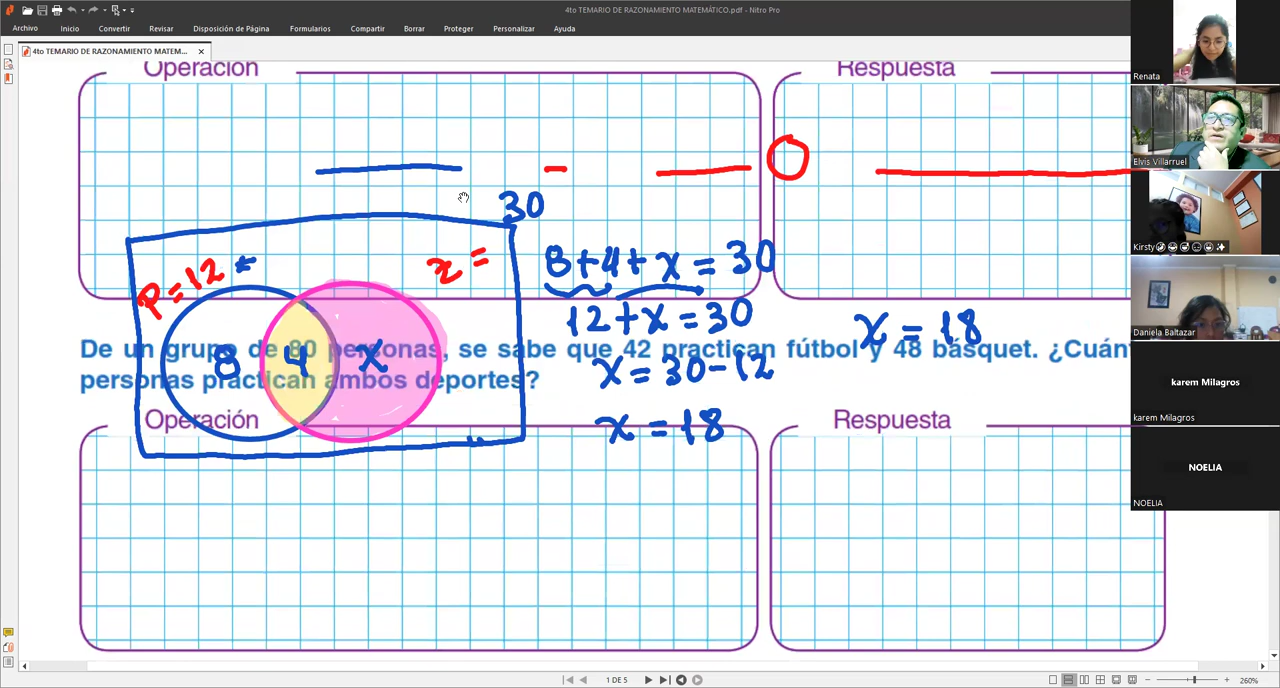 4to TEMARIO DE RAZONAMIENTO MATEMÁTICO.pdf - Nitro Pro
Archivo Inicio Convertir Revisar Disposición de Página Formularios Compartir Borrar Proteger Personalizar Ayuda
4to TEMARIO DE RAZONAMIENTO MATEM...
Operación
Respuesta
30
P = 12
x =
8 4 x
8 + 4 + x = 30
12 + x = 30
x = 30 - 12
x = 18
x = 18
De un grupo de 80 personas, se sabe que 42 practican fútbol y 48 básquet. ¿Cuánt
personas practican ambos deportes?
Operación
Respuesta
Renata
Elvis Villarruel
Kirsty
Daniela Baltazar
karem Milagros
karem Milagros
NOELIA
NOELIA
1 DE 5
260%